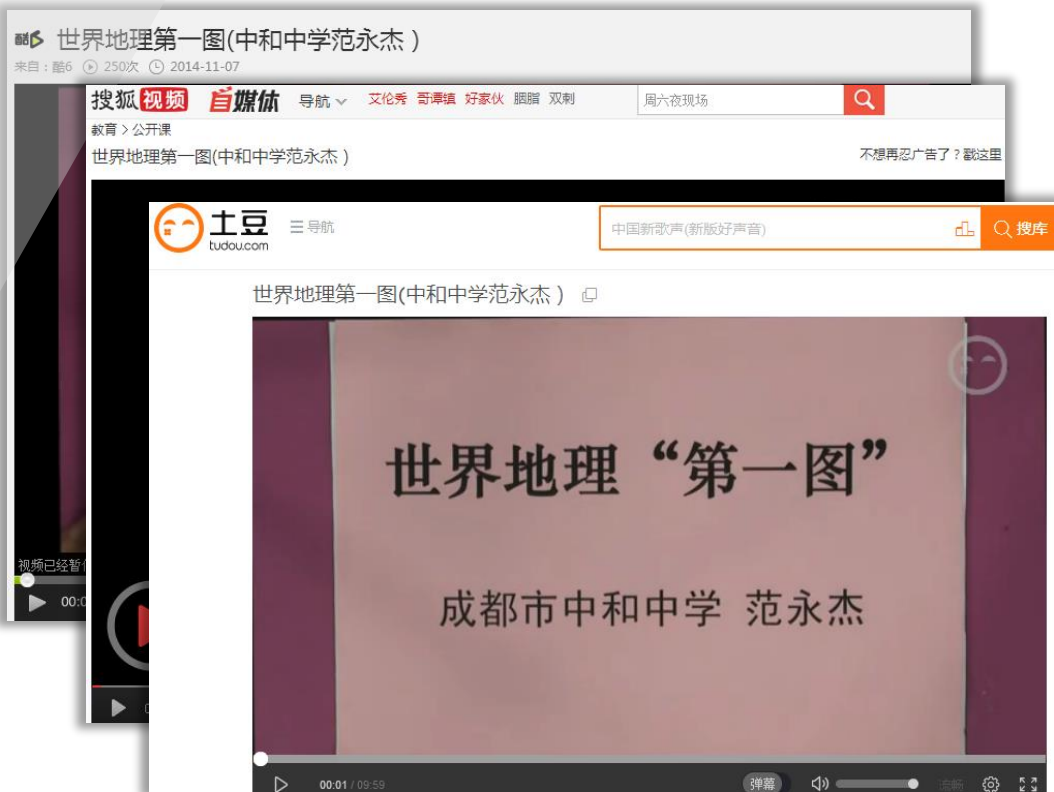 酷6 世界地理第一图(中和中学范永杰）
来自：酷6 250次 2014-11-07
搜狐视频 自媒体 导航 艾伦秀 哥谭镇 好家伙 胭脂 双刺 周六夜现场
教育 > 公开课
世界地理第一图(中和中学范永杰） 不想再忍广告了？戳这里
土豆 导航 中国新歌声(新版好声音) 搜库
tudou.com
世界地理第一图(中和中学范永杰）
世界地理“第一图”
成都市中和中学 范永杰
视频已经暂
00:0
00:01 / 09:59 弹幕 流畅